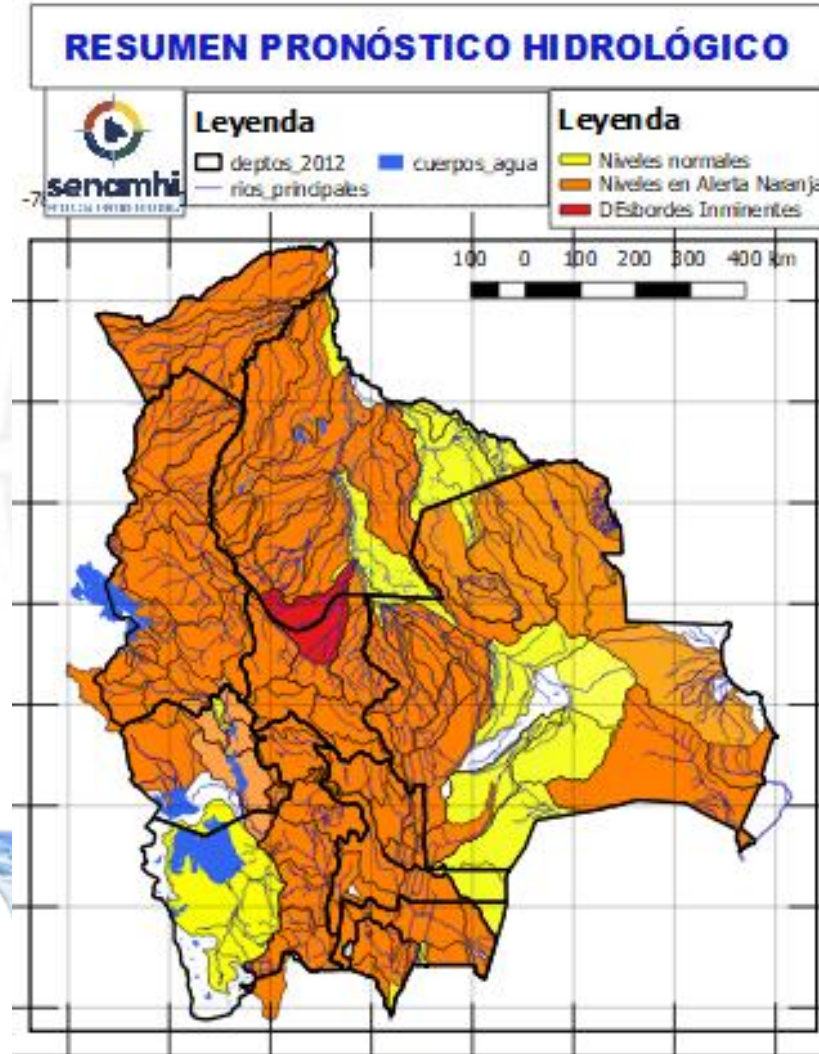 RESUMEN PRONÓSTICO HIDROLÓGICO
senamhi
Leyenda
deptos_2012
cuerpos_agua
rios_principales
Leyenda
Niveles normales
Niveles en Alerta Naranja
DEsbordes Inminentes
100 0 100 200 300 400 km